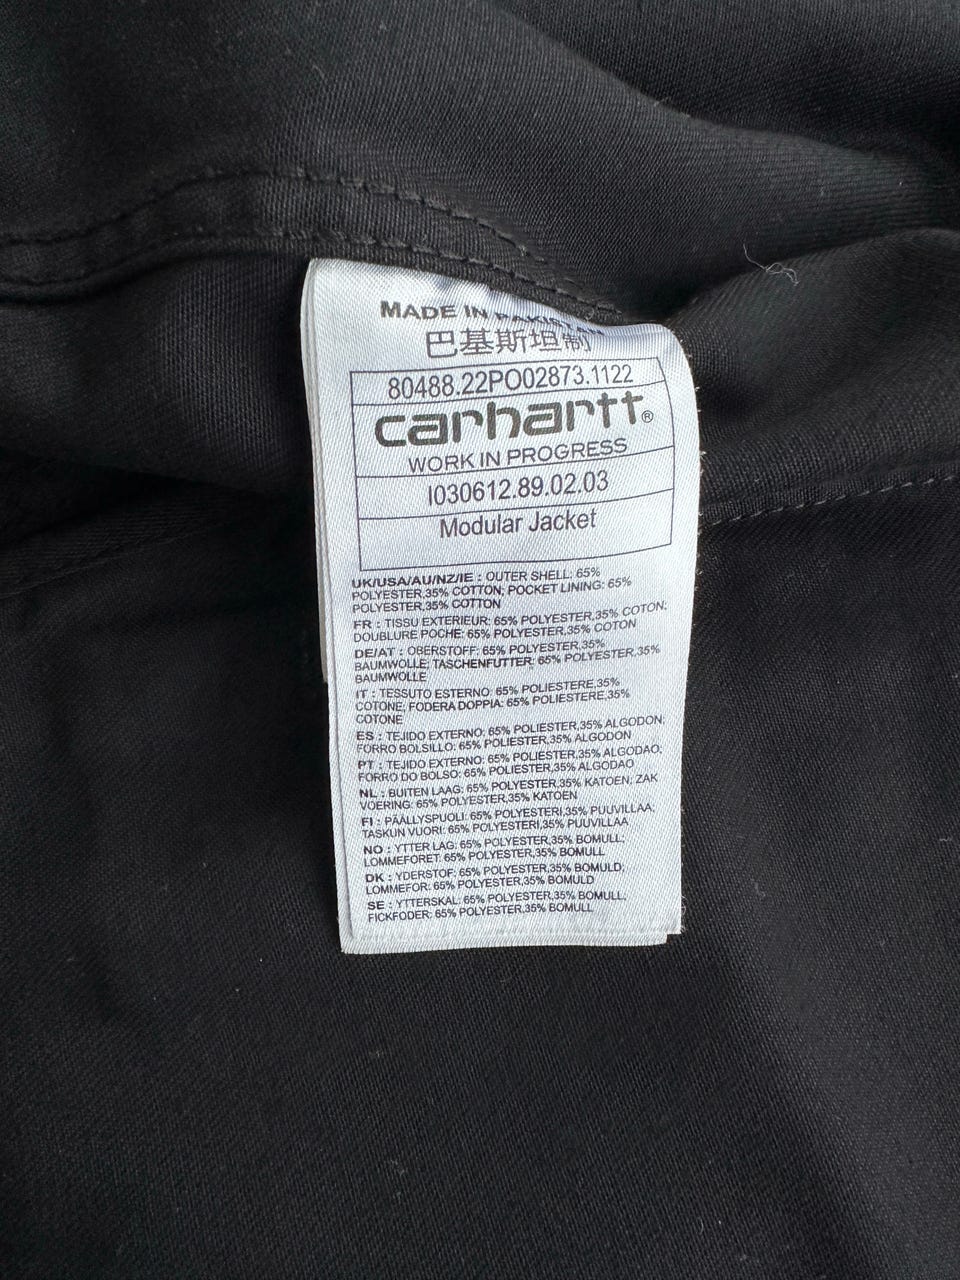 MADE IN PAKISTAN
巴基斯坦制
80488.22PO02873.1122
carhartt®
WORK IN PROGRESS
I030612.89.02.03
Modular Jacket
UK/USA/AU/NZ/IE : OUTER SHELL: 65%
POLYESTER,35% COTTON; POCKET LINING: 65%
POLYESTER,35% COTTON
FR : TISSU EXTERIEUR: 65% POLYESTER,35% COTON;
DOUBLURE POCHE: 65% POLYESTER,35% COTON
DE/AT : OBERSTOFF: 65% POLYESTER,35%
BAUMWOLLE; TASCHENFUTTER: 65% POLYESTER,35%
BAUMWOLLE
IT : TESSUTO ESTERNO: 65% POLIESTERE,35%
COTONE; FODERA DOPPIA: 65% POLIESTERE,35%
COTONE
ES : TEJIDO EXTERNO: 65% POLIESTER,35% ALGODON;
FORRO BOLSILLO: 65% POLIESTER,35% ALGODON
PT : TEJIDO EXTERNO: 65% POLIESTER,35% ALGODAO;
FORRO DO BOLSO: 65% POLIESTER,35% ALGODAO
NL : BUITEN LAAG: 65% POLYESTER,35% KATOEN; ZAK
VOERING: 65% POLYESTER,35% KATOEN
FI : PÄÄLLYSPUOLI: 65% POLYESTERI,35% PUUVILLAA;
TASKUN VUORI: 65% POLYESTERI,35% PUUVILLAA
NO : YTTER LAG: 65% POLYESTER,35% BOMULL;
LOMMEFORET: 65% POLYESTER,35% BOMULL
DK : YDERSTOF: 65% POLYESTER,35% BOMULD;
LOMMEFOR: 65% POLYESTER,35% BOMULD
SE : YTTERSKAL: 65% POLYESTER,35% BOMULL;
FICKFODER: 65% POLYESTER,35% BOMULL